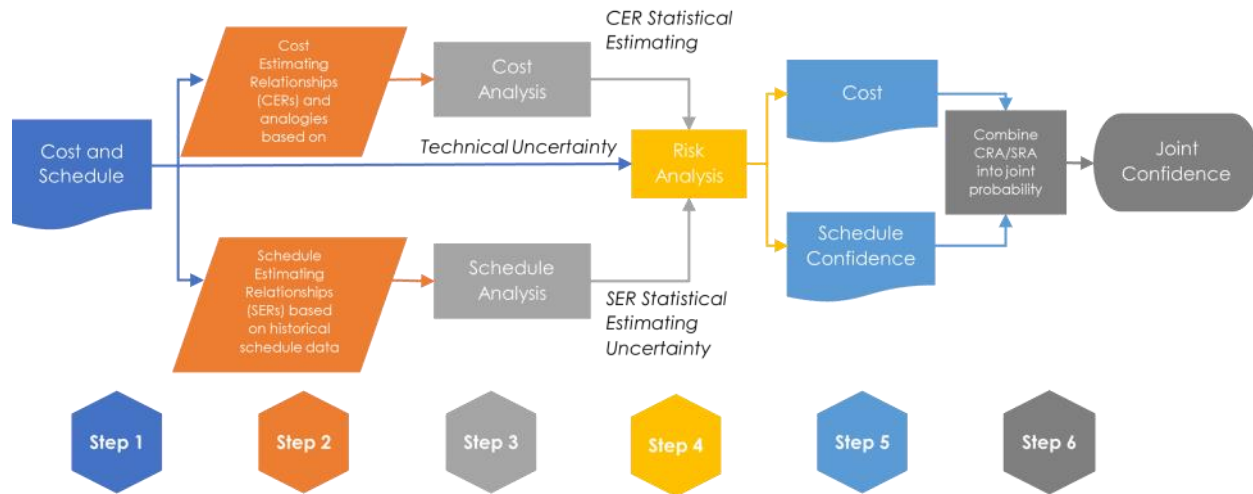 Cost and
Schedule
Cost
Estimating
Relationships
(CERs) and
analogies
based on
Schedule
Estimating
Relationships
(SERs) based
on historical
schedule data
Cost
Analysis
Schedule
Analysis
CER Statistical
Estimating
Technical Uncertainty
SER Statistical
Estimating
Uncertainty
Risk
Analysis
Cost
Schedule
Confidence
Combine
CRA/SRA
into joint
probability
Joint
Confidence
Step 1
Step 2
Step 3
Step 4
Step 5
Step 6